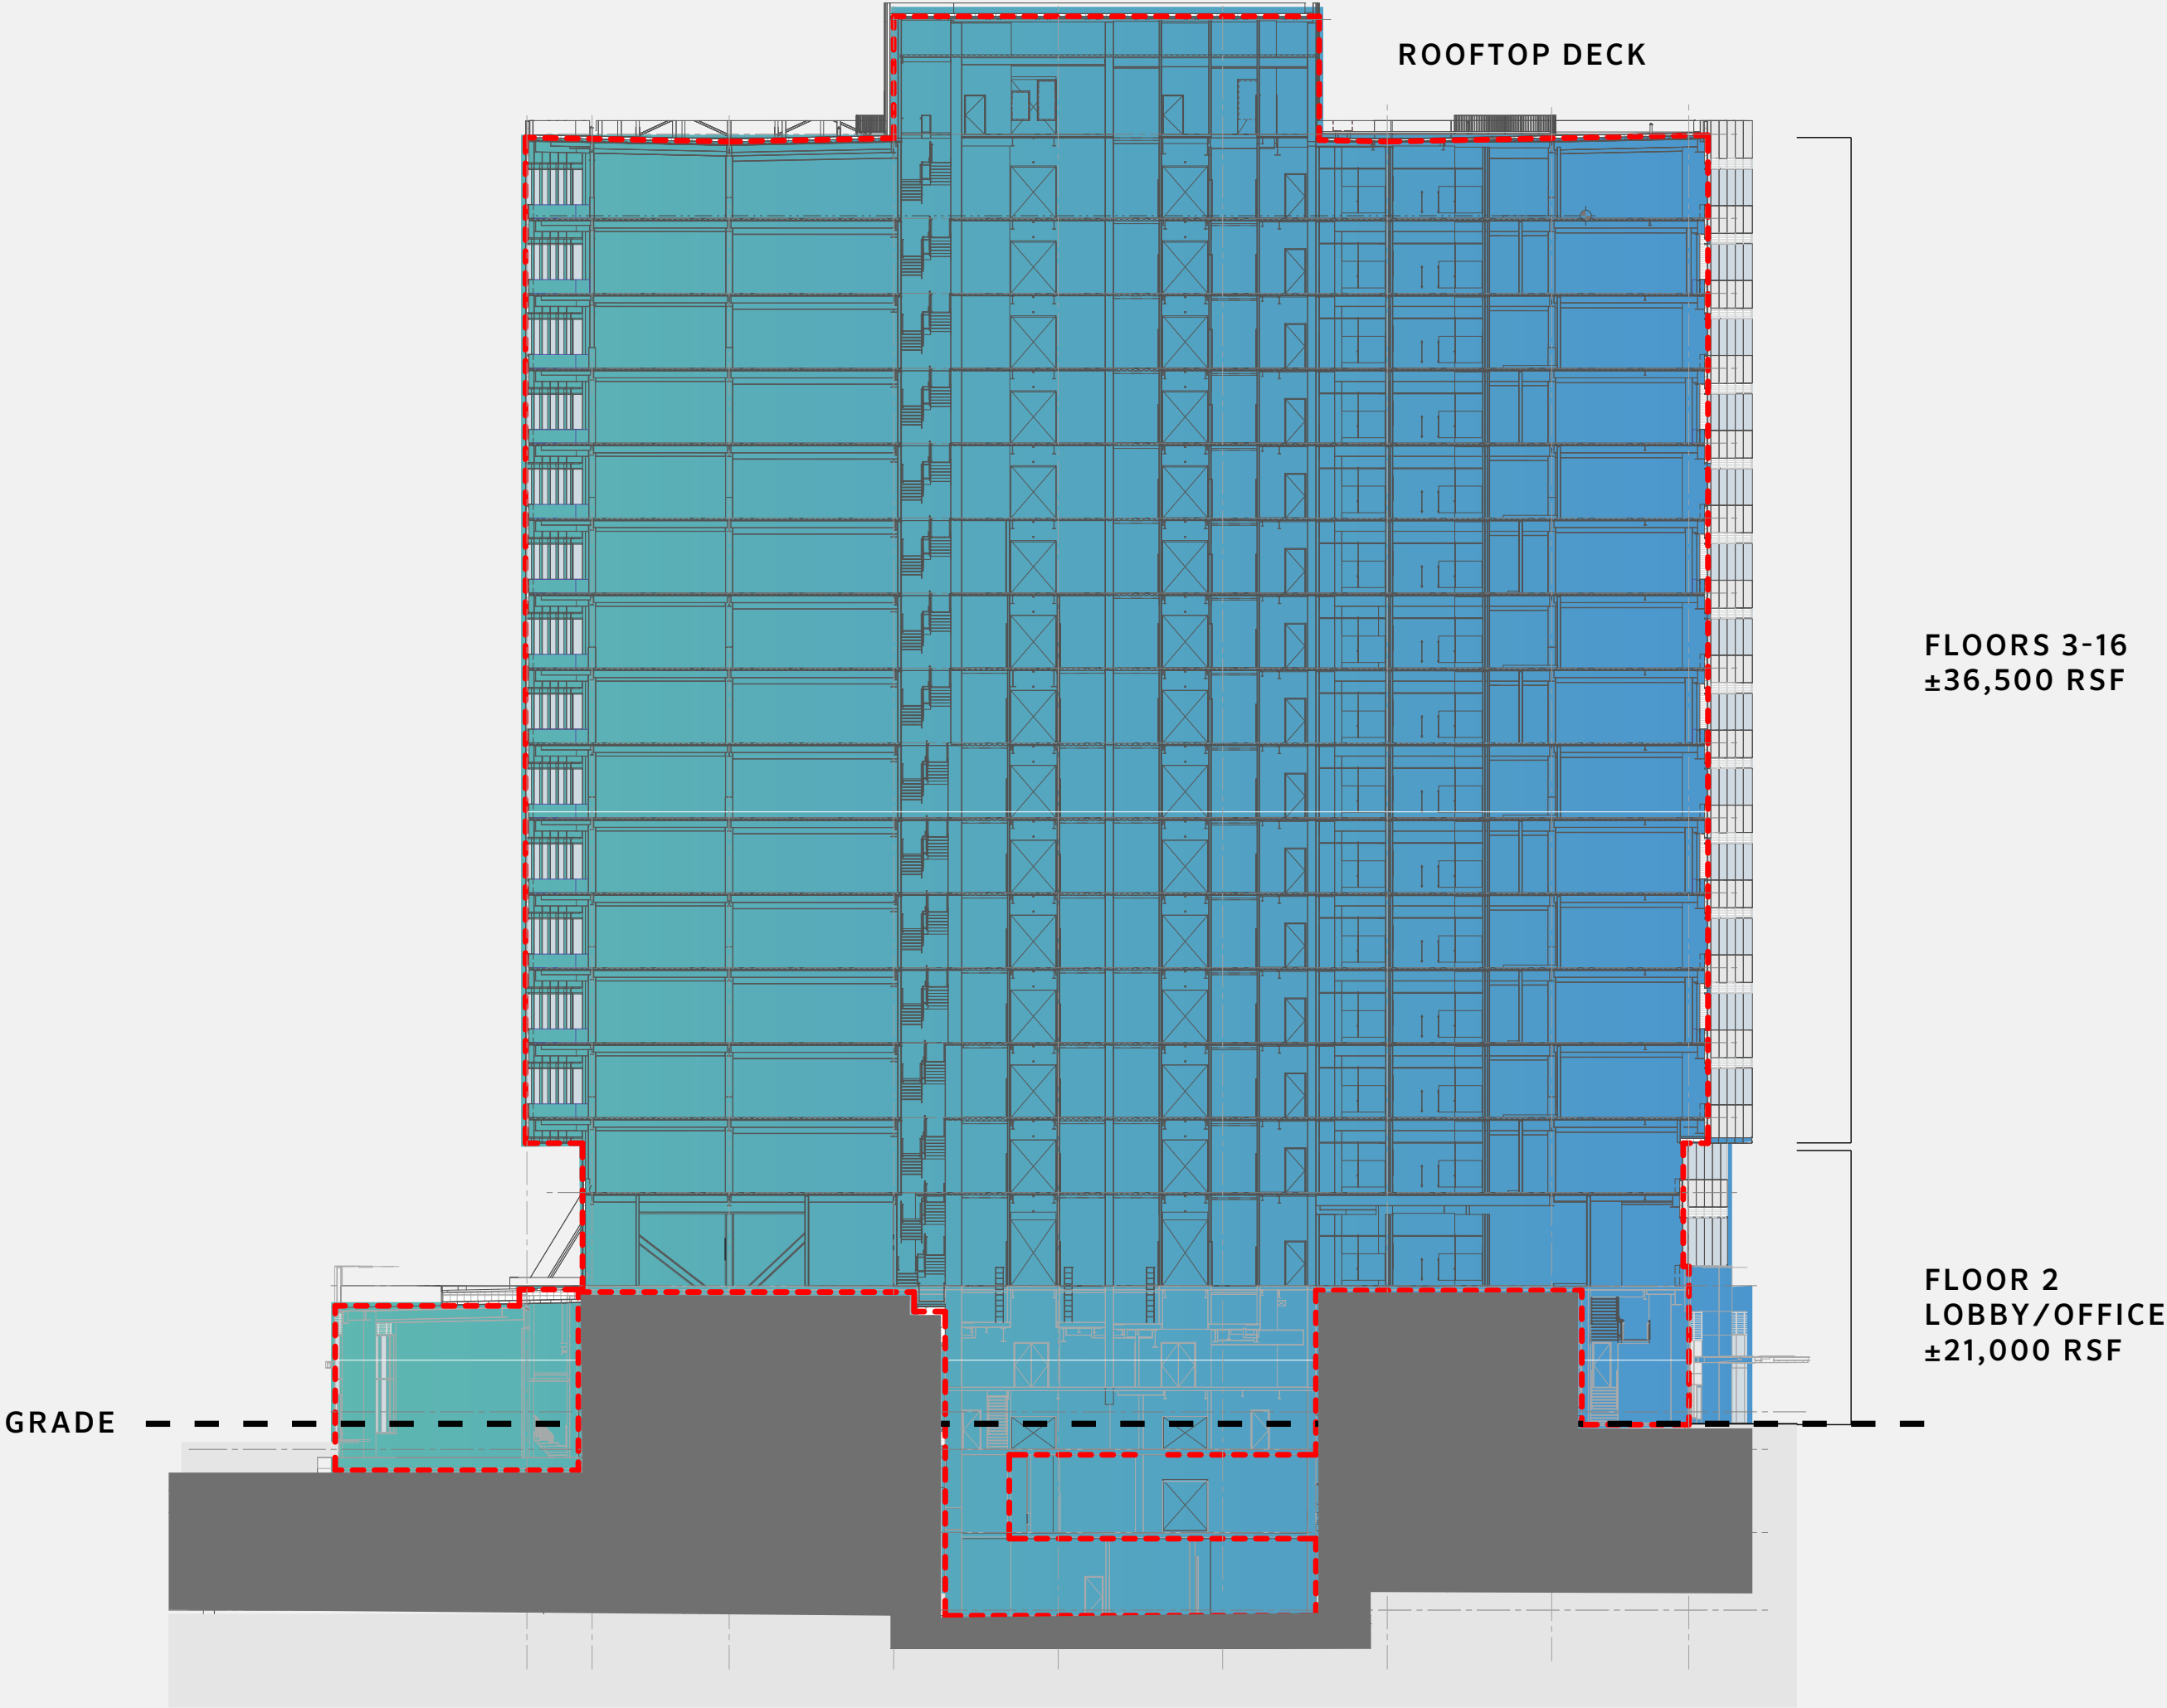 ROOFTOP DECK
FLOORS 3-16
±36,500 RSF
FLOOR 2
LOBBY/OFFICE
±21,000 RSF
GRADE